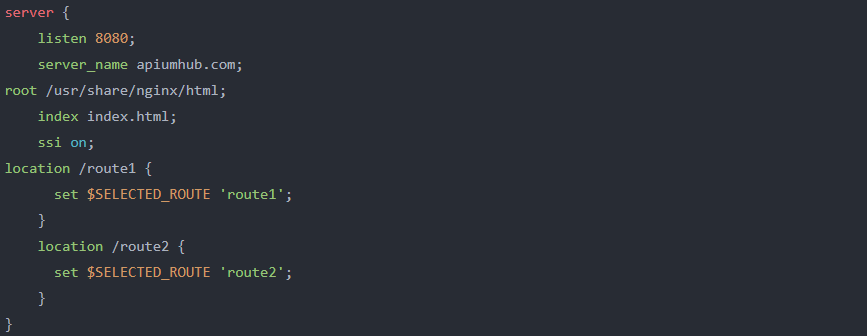 server {
    listen 8080;
    server_name apiumhub.com;
root /usr/share/nginx/html;
    index index.html;
    ssi on;
location /route1 {
      set $SELECTED_ROUTE 'route1';
    }
    location /route2 {
      set $SELECTED_ROUTE 'route2';
    }
}